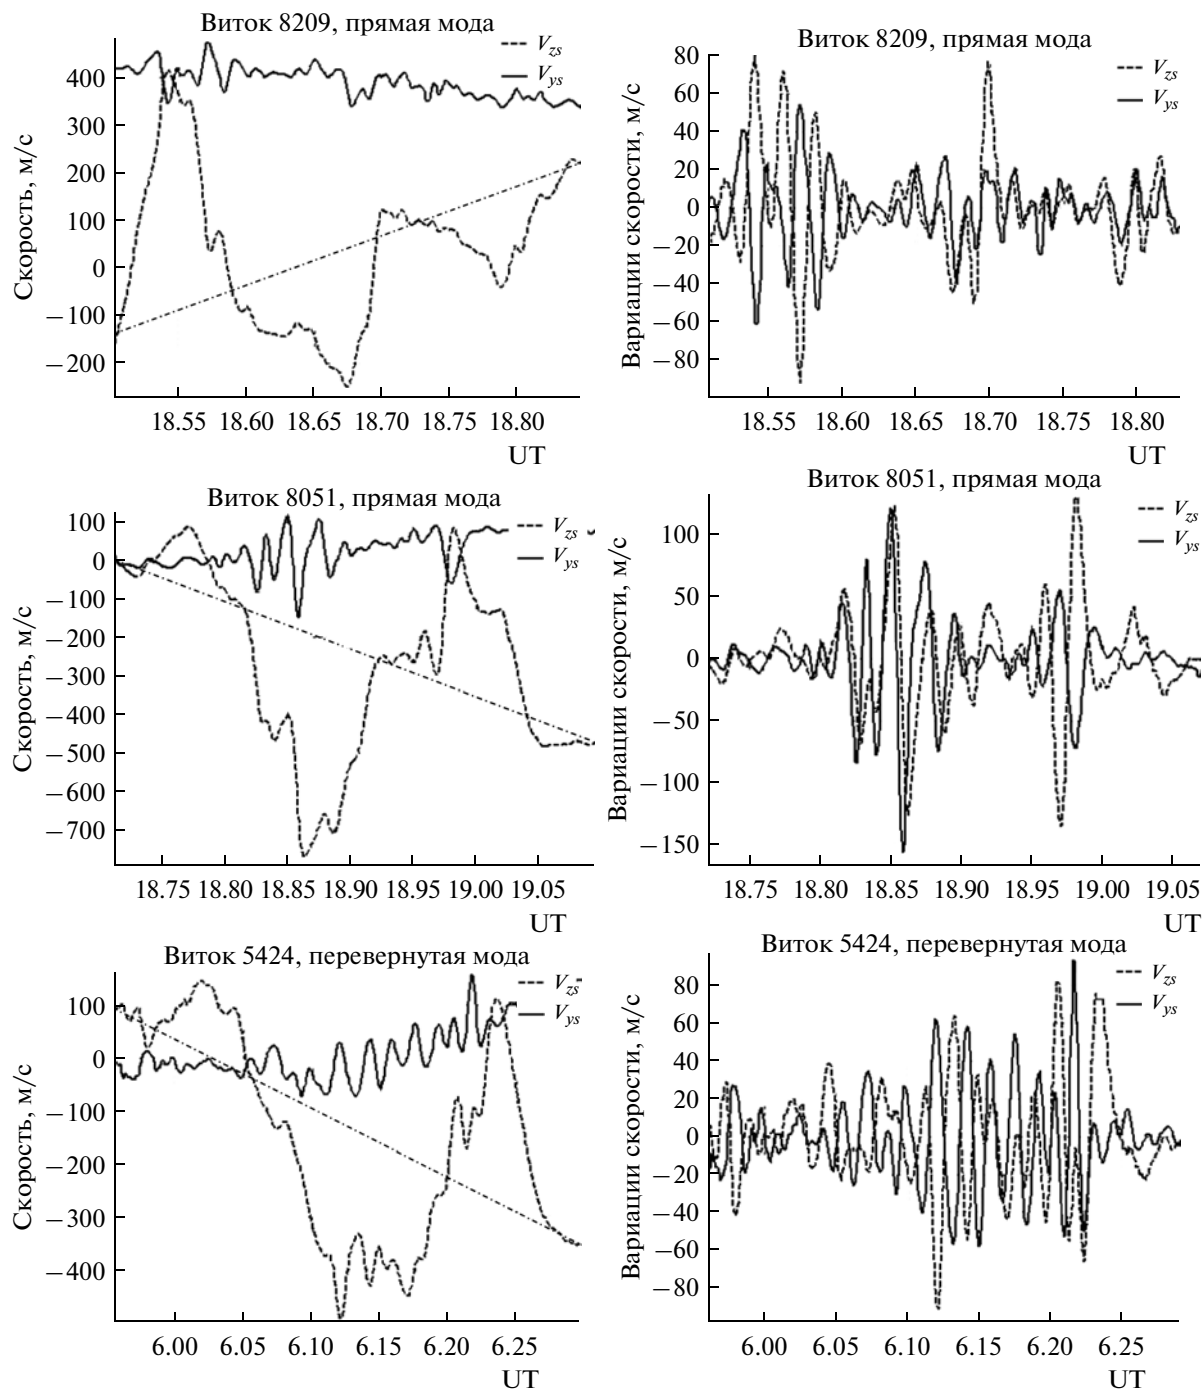 Виток 8209, прямая мода
V_zs
V_ys
Скорость, м/с
400
300
200
100
0
−100
−200
18.55 18.60 18.65 18.70 18.75 18.80
UT
Виток 8209, прямая мода
V_zs
V_ys
Вариации скорости, м/с
80
60
40
20
0
−20
−40
−60
−80
18.55 18.60 18.65 18.70 18.75 18.80
UT
Виток 8051, прямая мода
V_zs
V_ys
Скорость, м/с
100
0
−100
−200
−300
−400
−500
−600
−700
18.75 18.80 18.85 18.90 18.95 19.00 19.05
UT
Виток 8051, прямая мода
V_zs
V_ys
Вариации скорости, м/с
100
50
0
−50
−100
−150
18.75 18.80 18.85 18.90 18.95 19.00 19.05
UT
Виток 5424, перевернутая мода
V_zs
V_ys
Скорость, м/с
100
0
−100
−200
−300
−400
6.00 6.05 6.10 6.15 6.20 6.25
UT
Виток 5424, перевернутая мода
V_zs
V_ys
Вариации скорости, м/с
80
60
40
20
0
−20
−40
−60
−80
6.00 6.05 6.10 6.15 6.20 6.25
UT